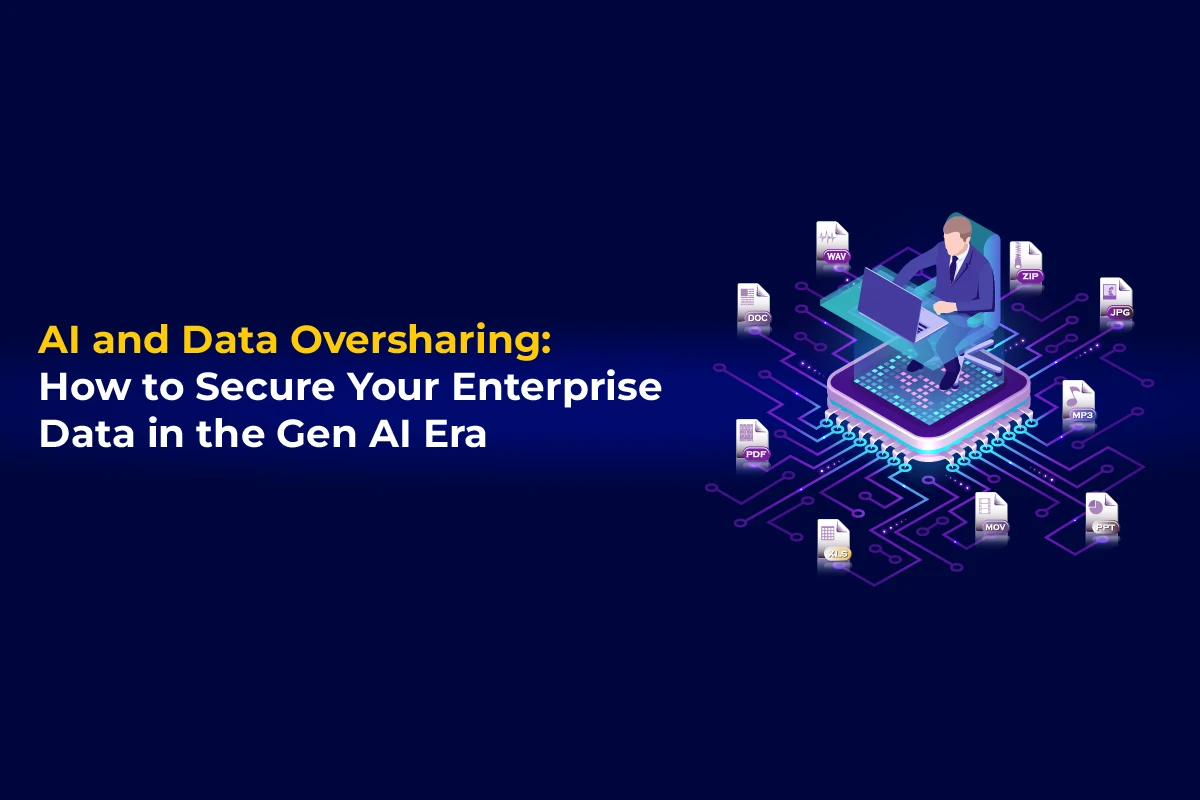 AI and Data Oversharing:
How to Secure Your Enterprise
Data in the Gen AI Era
WAV
ZIP
DOC
JPG
MP3
PDF
MOV
PPT
XLS